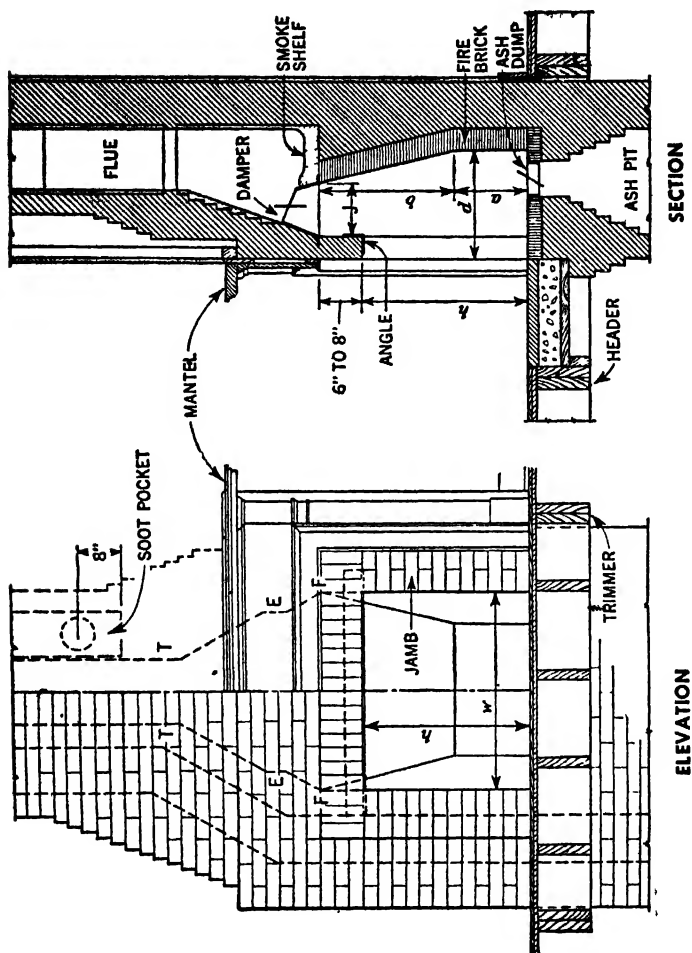 8"
SOOT POCKET
T
T
E
E
F
F
JAMB
w
h
TRIMMER
ELEVATION
MANTEL
SMOKE
SHELF
FLUE
DAMPER
FIRE
BRICK
ASH
DUMP
b
a
d
6" TO 8"
h
ANGLE
HEADER
ASH PIT
SECTION